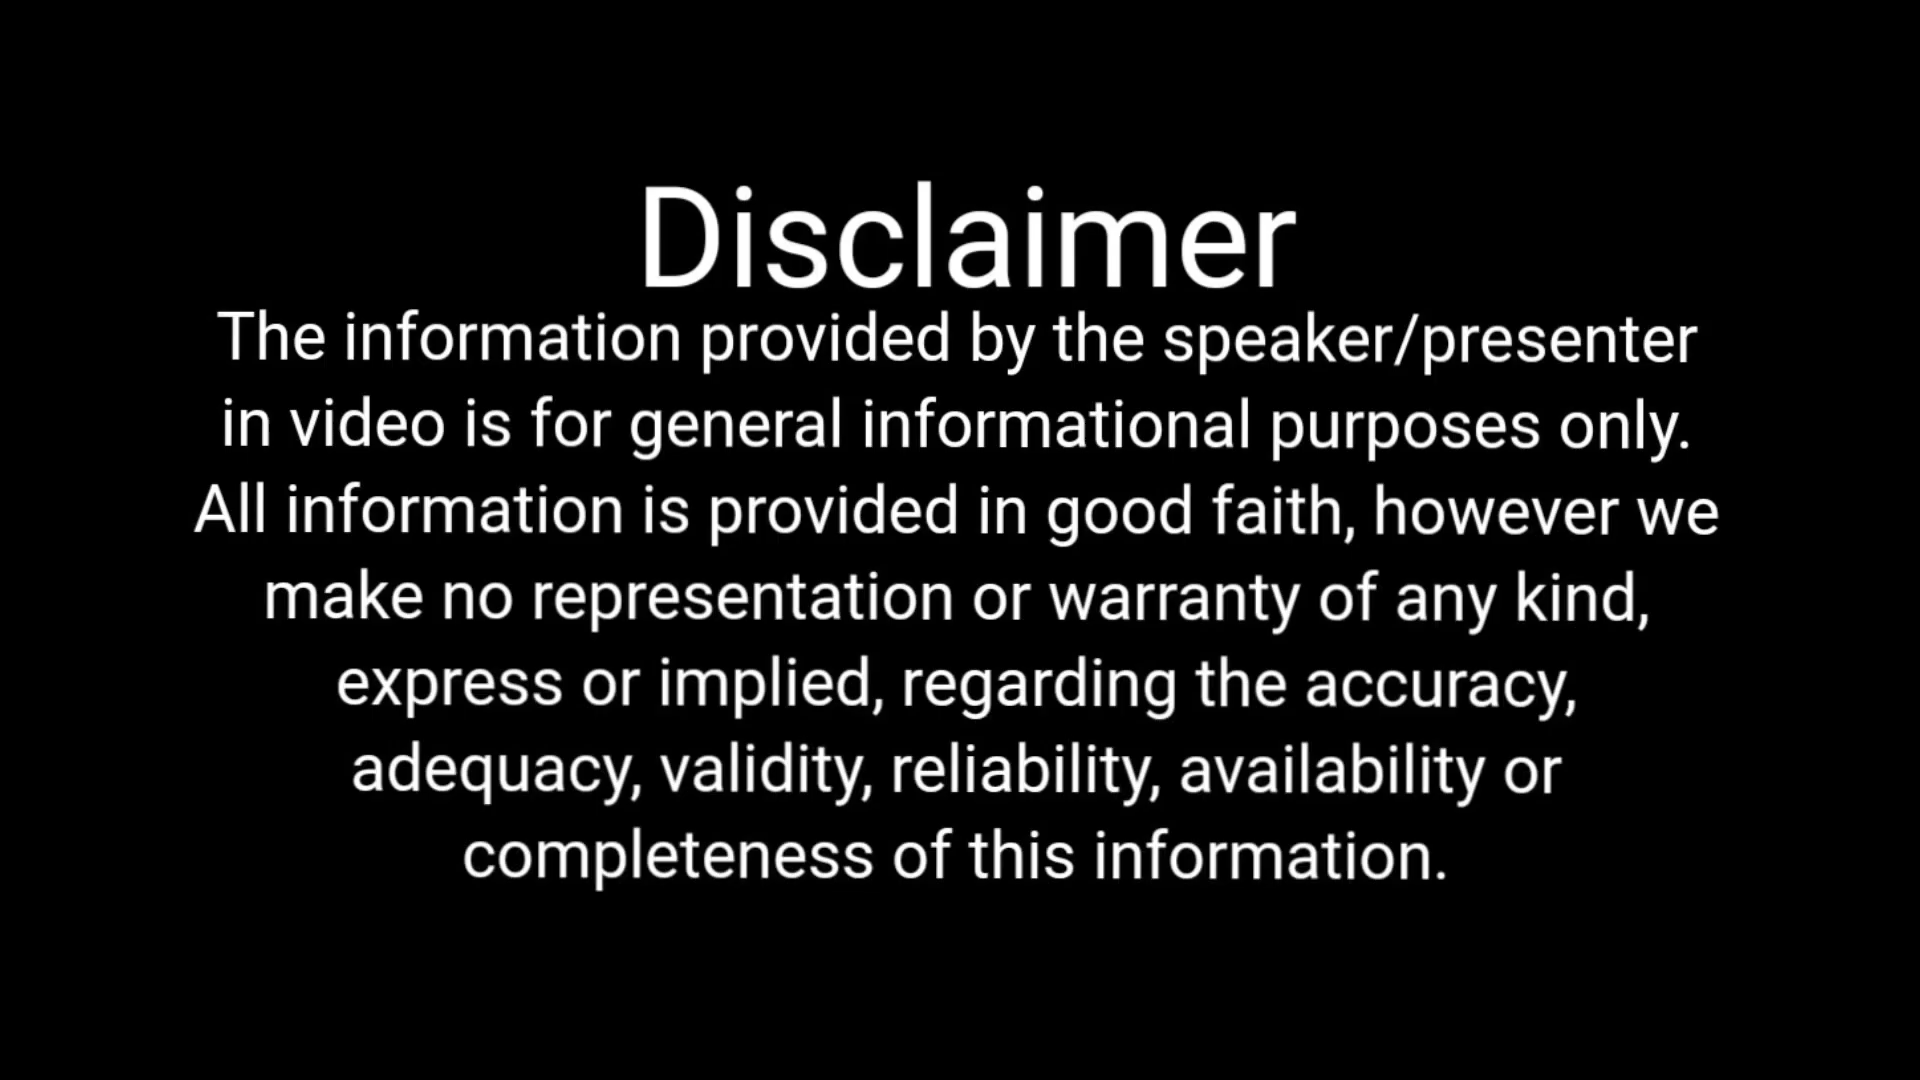 Disclaimer
The information provided by the speaker/presenter
in video is for general informational purposes only.
All information is provided in good faith, however we
make no representation or warranty of any kind,
express or implied, regarding the accuracy,
adequacy, validity, reliability, availability or
completeness of this information.